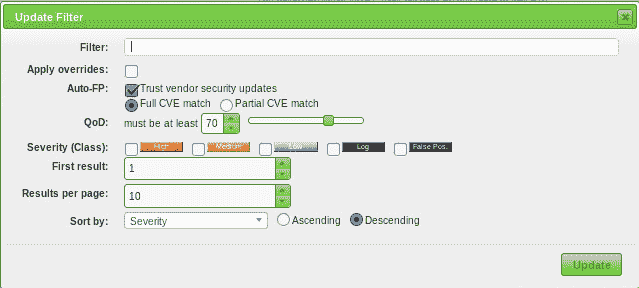 Update Filter
Filter:
Apply overrides:
Auto-FP: Trust vendor security updates
Full CVE match Partial CVE match
QoD: must be at least 70
Severity (Class): High Medium Low Log False Pos.
First result: 1
Results per page: 10
Sort by: Severity Ascending Descending
Update